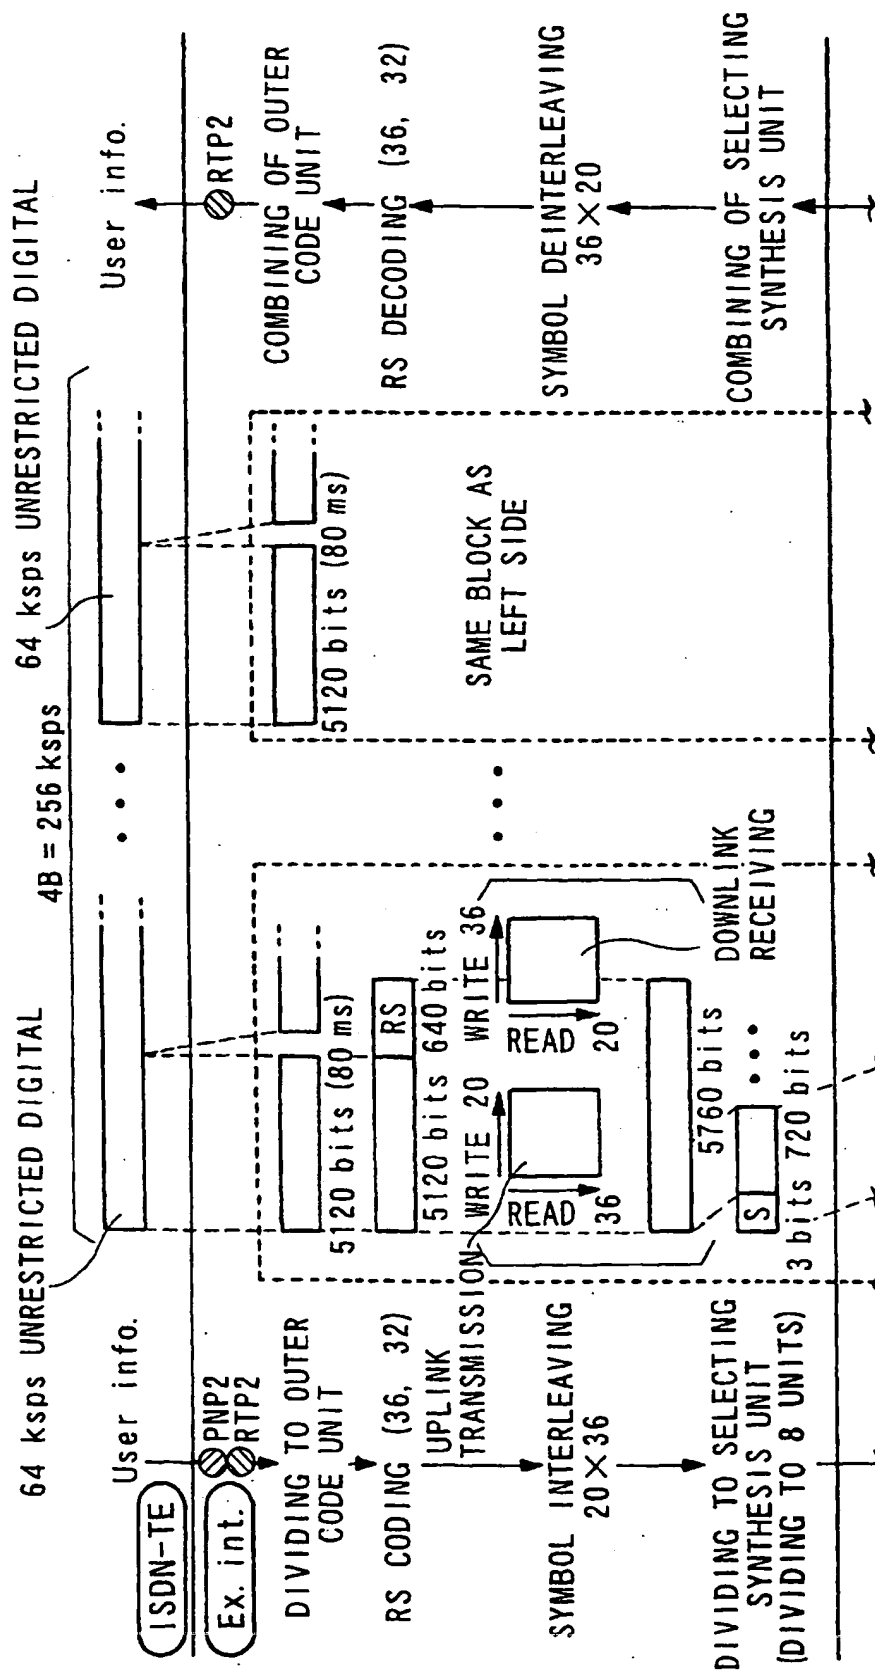 64 ksps UNRESTRICTED DIGITAL
4B = 256 ksps
64 ksps UNRESTRICTED DIGITAL
ISDN-TE
User info.
User info.
Ex. int.
PNP2
RTP2
RTP2
DIVIDING TO OUTER
CODE UNIT
5120 bits (80 ms)
5120 bits (80 ms)
COMBINING OF OUTER
CODE UNIT
RS CODING (36, 32)
RS
5120 bits 640 bits
RS DECODING (36, 32)
UPLINK
TRANSMISSION
WRITE 20
READ
36
WRITE 36
READ
20
SAME BLOCK AS
LEFT SIDE
SYMBOL INTERLEAVING
20×36
SYMBOL DEINTERLEAVING
36×20
5760 bits
DOWNLINK
RECEIVING
DIVIDING TO SELECTING
SYNTHESIS UNIT
(DIVIDING TO 8 UNITS)
S
3 bits 720 bits
COMBINING OF SELECTING
SYNTHESIS UNIT